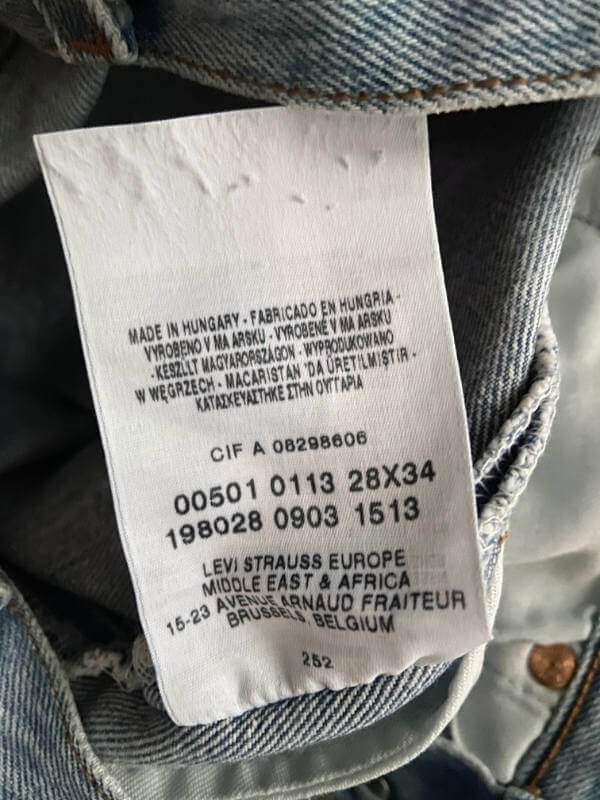 MADE IN HUNGARY - FABRICADO EN HUNGRIA -
VYROBENO V MA ARSKU - VYROBENÉ V MA ARSKU
- KESZULT MAGYARORSZÁGON - WYPRODUKOWANO
W WĘGRZECH - MACARISTAN 'DA ÜRETILMIŞTIR -
ΚΑΤΑΣΚΕΥΑΣΤΗΚΕ ΣΤΗΝ ΟΥΓΓΑΡΙΑ
CIF A 08298606
00501 0113 28X34
198028 0903 1513
LEVI STRAUSS EUROPE
MIDDLE EAST & AFRICA
15-23 AVENUE ARNAUD FRAITEUR
BRUSSELS, BELGIUM
252